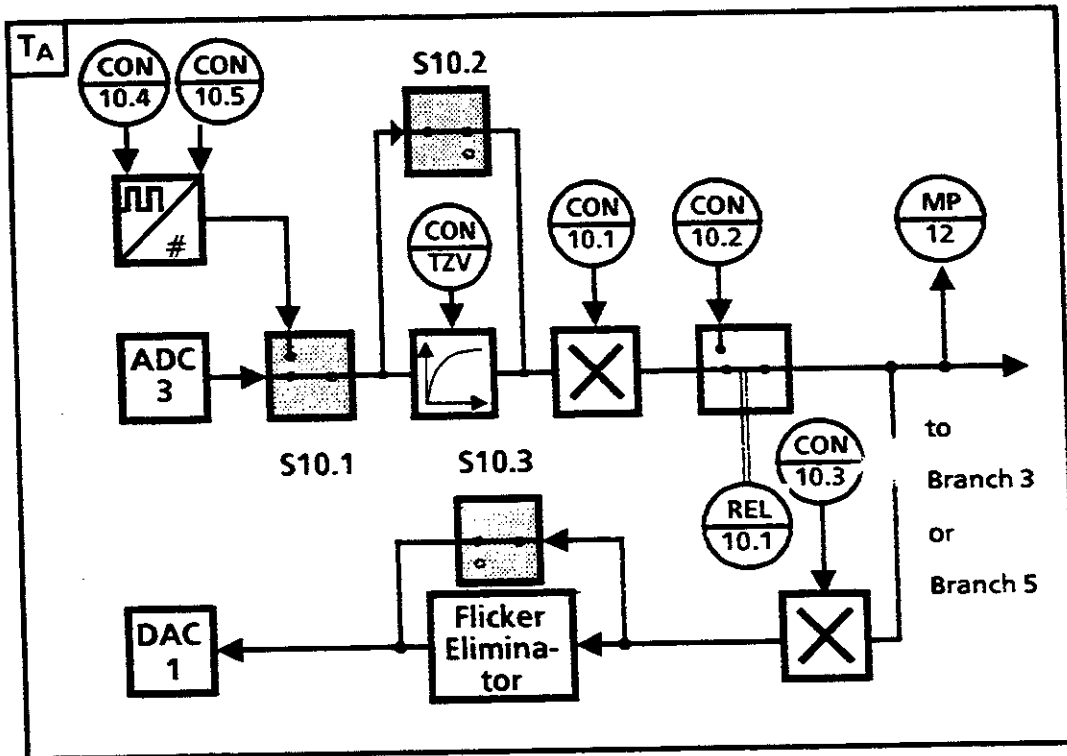 TA
CON
10.4
CON
10.5
S10.2
#
CON
TZV
CON
10.1
CON
10.2
MP
12
ADC
3
S10.1
S10.3
REL
10.1
CON
10.3
to
Branch 3
or
Branch 5
DAC
1
Flicker
Elimina-
tor